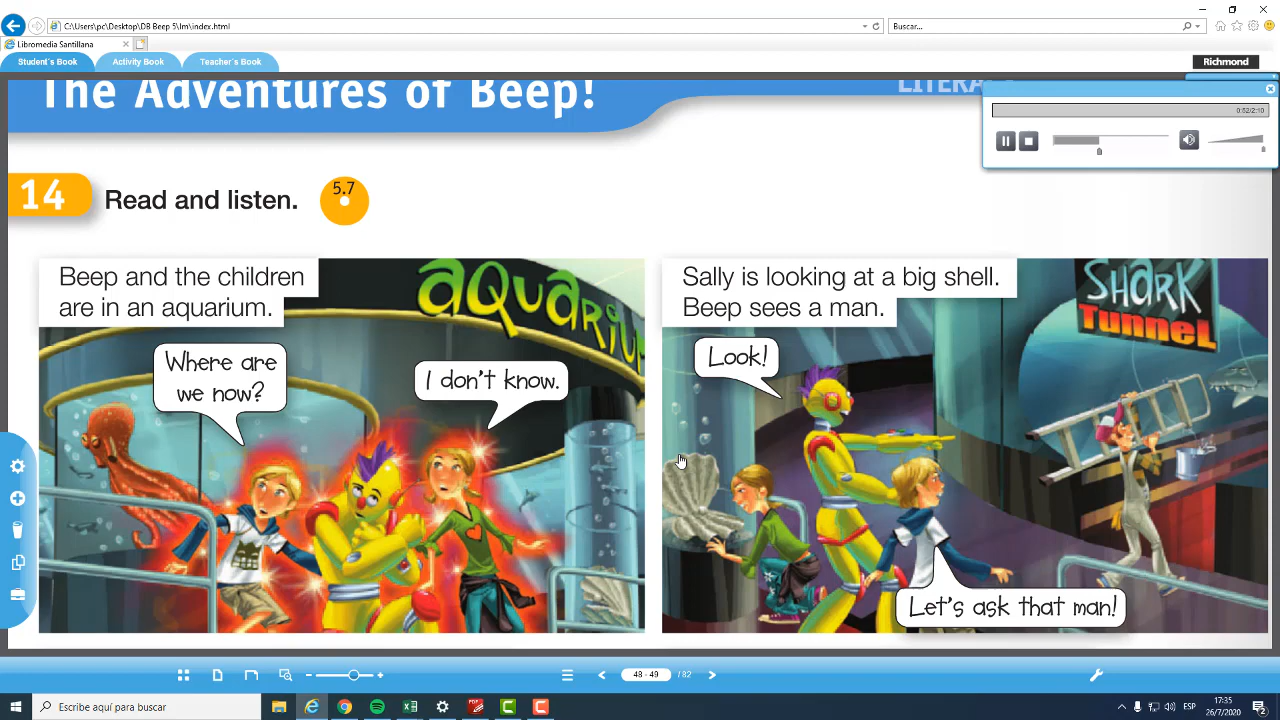 C:\Users\pc\Desktop\DB Beep 5\lm\index.html
Buscar...
Libromedia Santillana
Student´s Book
Activity Book
Teacher´s Book
Richmond
The Adventures of Beep!
0:52/2:10
14
Read and listen.
5.7
Beep and the children
are in an aquarium.
Where are
we now?
I don't know.
Sally is looking at a big shell.
Beep sees a man.
SHARK
TUNNEL
Look!
Let's ask that man!
48 - 49
/ 82
Escribe aquí para buscar
ESP
17:35
26/7/2020
2